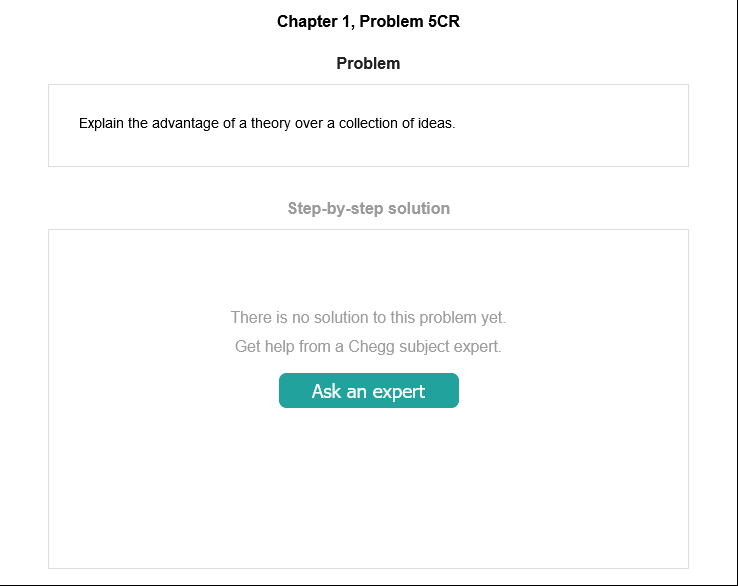 Chapter 1, Problem 5CR
Problem
Explain the advantage of a theory over a collection of ideas.
Step-by-step solution
There is no solution to this problem yet.
Get help from a Chegg subject expert.
Ask an expert